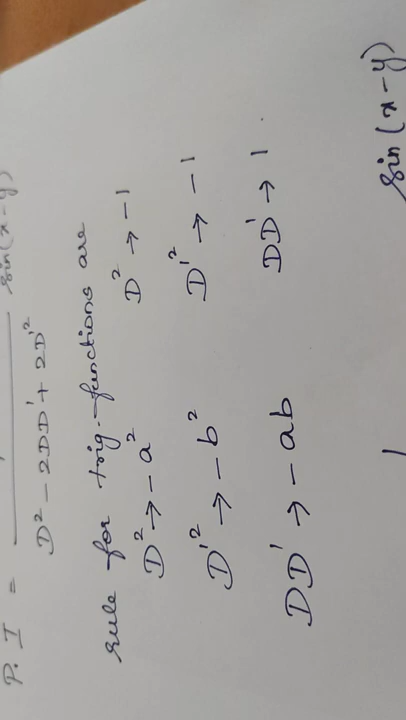 P. I = sin(x-y)
D² - 2DD' + 2D'²
rule for trig. functions are
D² → -a² D² → -1
D'² → -b² D'² → -1
DD' → -ab DD' → 1.
sin(x-y)